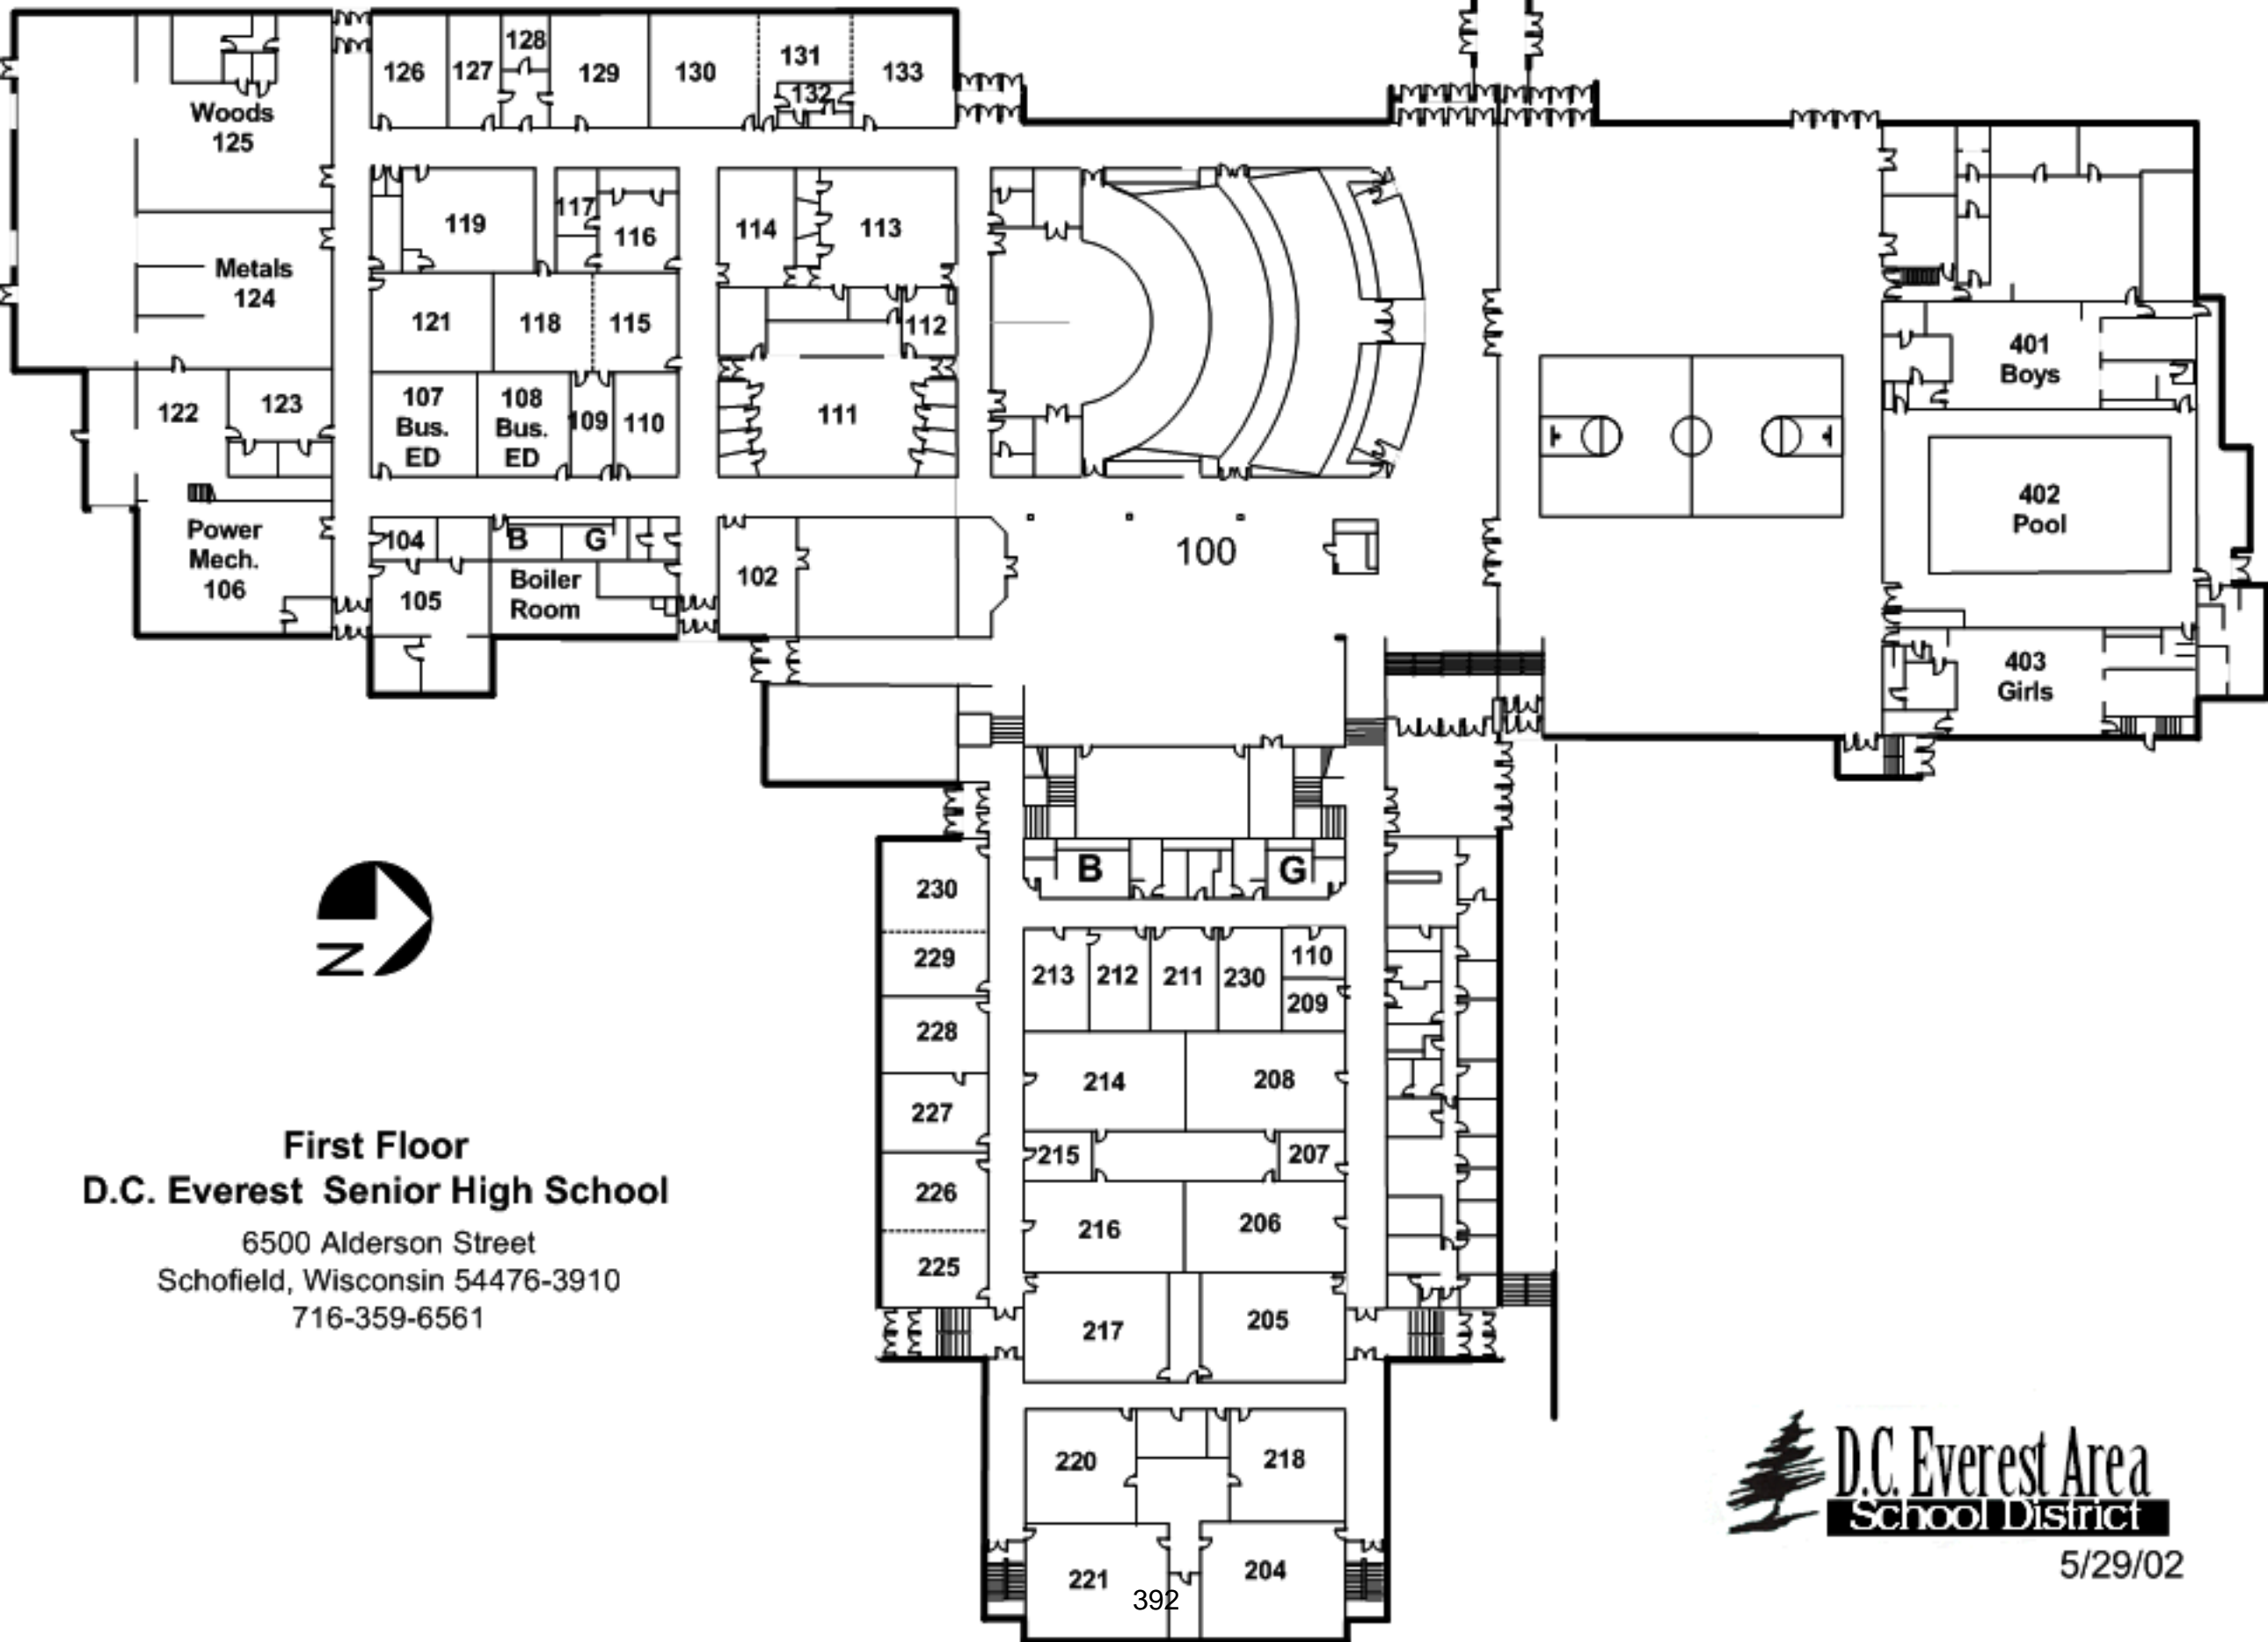 126
127
128
129
130
131
132
133
Woods
125
119
117
116
114
113
Metals
124
121
118
115
112
401
Boys
122
123
107
Bus.
ED
108
Bus.
ED
109
110
111
402
Pool
Power
Mech.
106
104
B
G
105
Boiler
Room
102
100
403
Girls
B
G
230
229
228
227
226
225
213
212
211
230
110
209
214
208
215
207
216
206
217
205
220
218
221
204
392
N
First Floor
D.C. Everest Senior High School
6500 Alderson Street
Schofield, Wisconsin 54476-3910
716-359-6561
D.C. Everest Area
School District
5/29/02